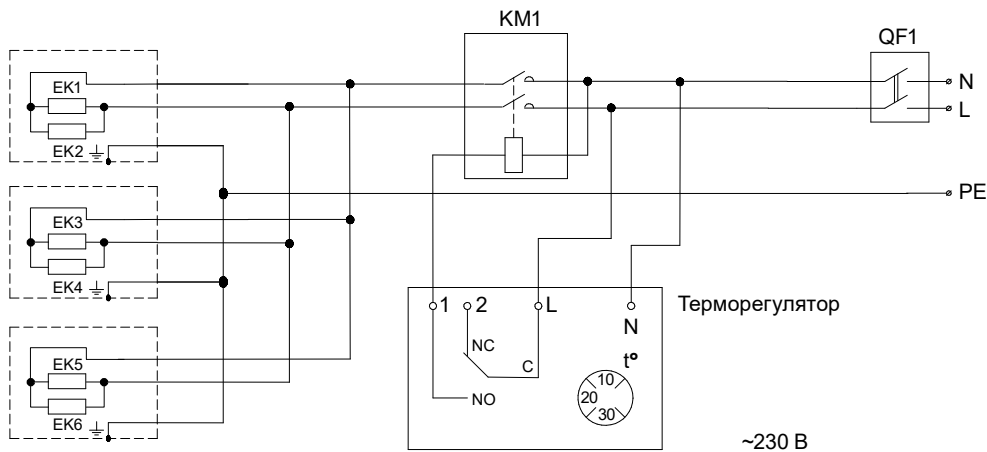 KM1
QF1
EK1
EK2
N
L
PE
EK3
EK4
1
2
L
N
Терморегулятор
NC
C
NO
t°
10
20
30
EK5
EK6
~230 В